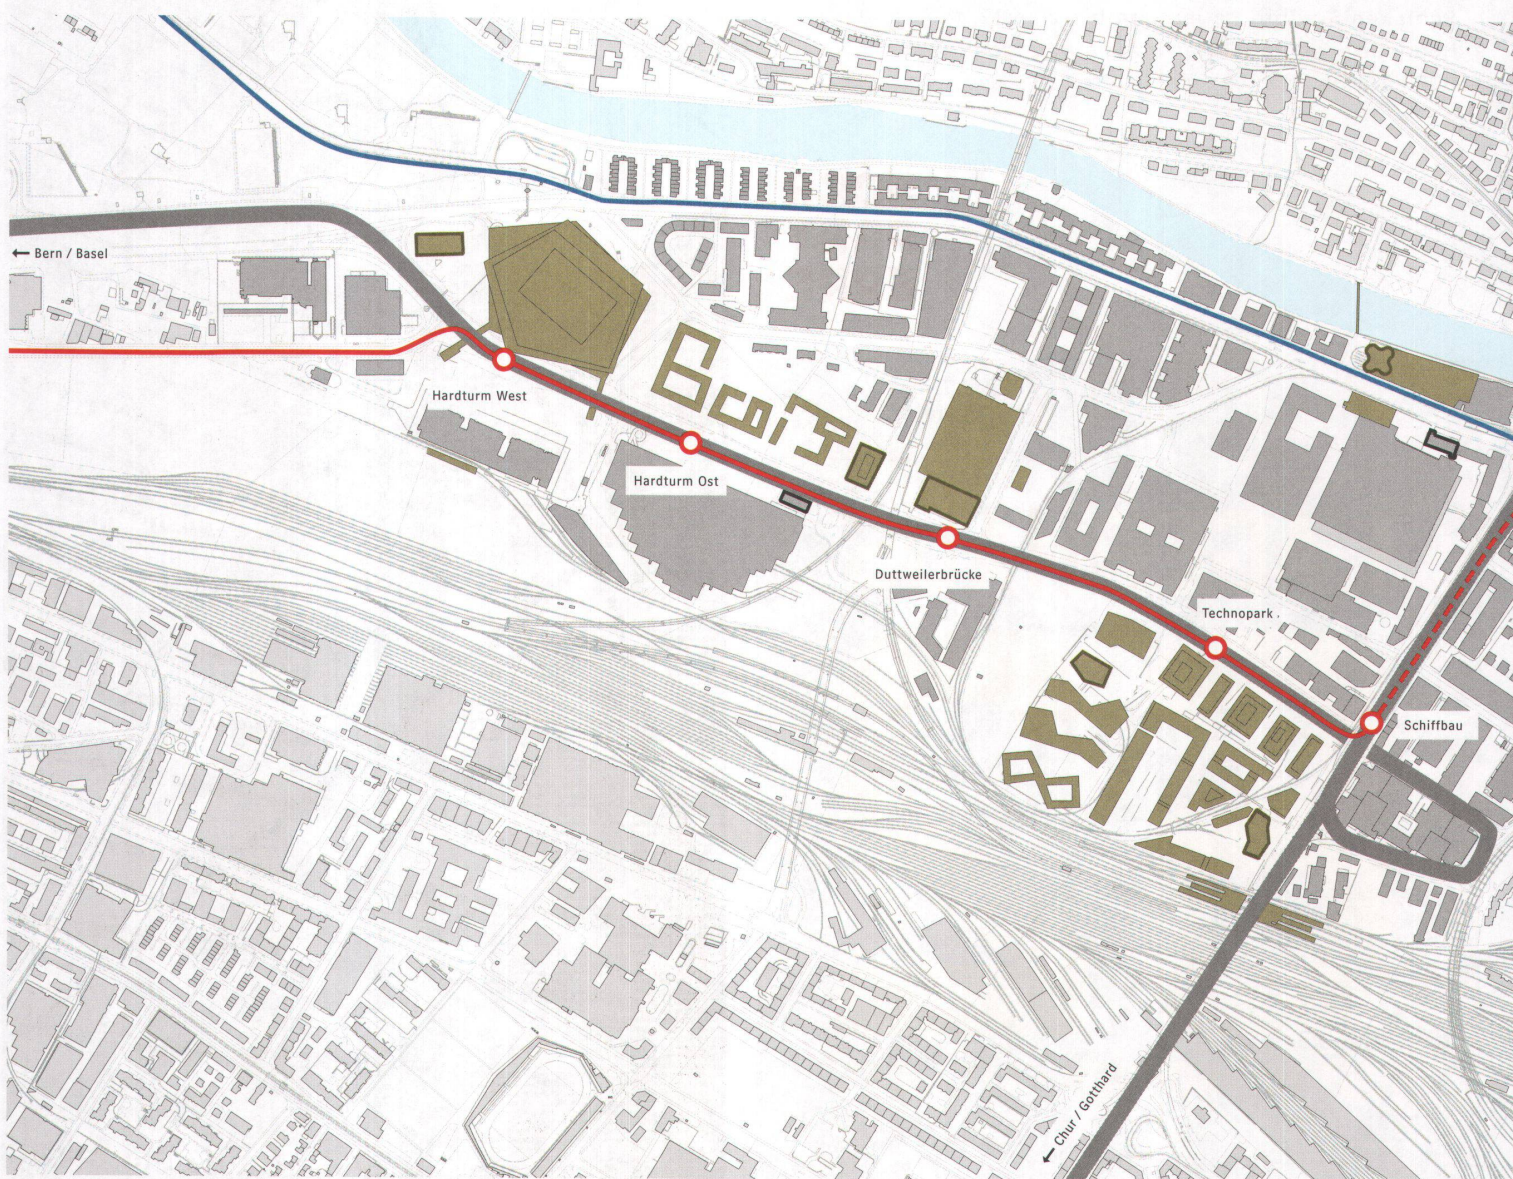 ← Bern / Basel
Hardturm West
Hardturm Ost
Duttweilerbrücke
Technopark
Schiffbau
← Chur / Gotthard